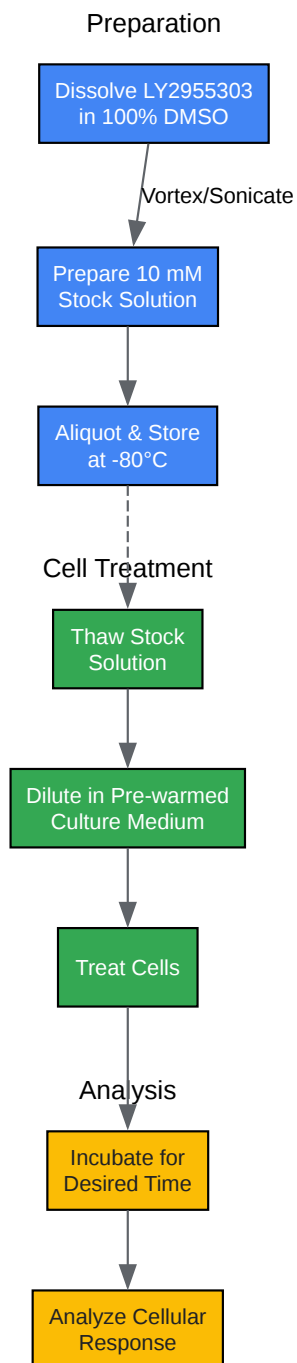 Preparation
Dissolve LY2955303
in 100% DMSO
Vortex/Sonicate
Prepare 10 mM
Stock Solution
Aliquot & Store
at -80°C
Cell Treatment
Thaw Stock
Solution
Dilute in Pre-warmed
Culture Medium
Treat Cells
Analysis
Incubate for
Desired Time
Analyze Cellular
Response